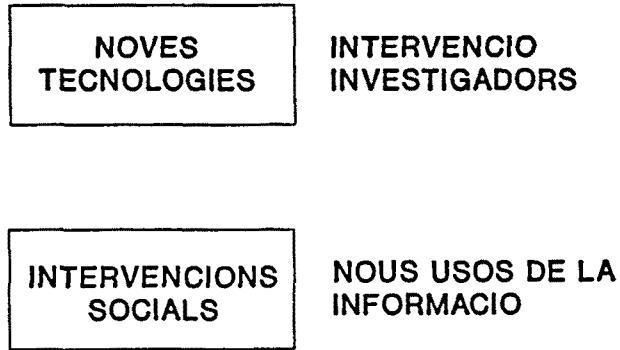 NOVES
TECNOLOGIES
INTERVENCIO
INVESTIGADORS
INTERVENCIONS
SOCIALS
NOUS USOS DE LA
INFORMACIO